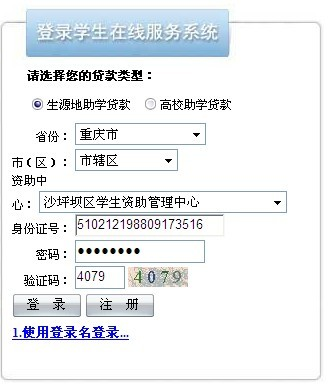 登录学生在线服务系统
请选择您的贷款类型：
生源地助学贷款 高校助学贷款
省份： 重庆市
市（区）： 市辖区
资助中
心： 沙坪坝区学生资助管理中心
身份证号： 510212198809173516
密码： ●●●●●●●●
验证码： 4079 4079
登 录 注 册
1.使用登录名登录...